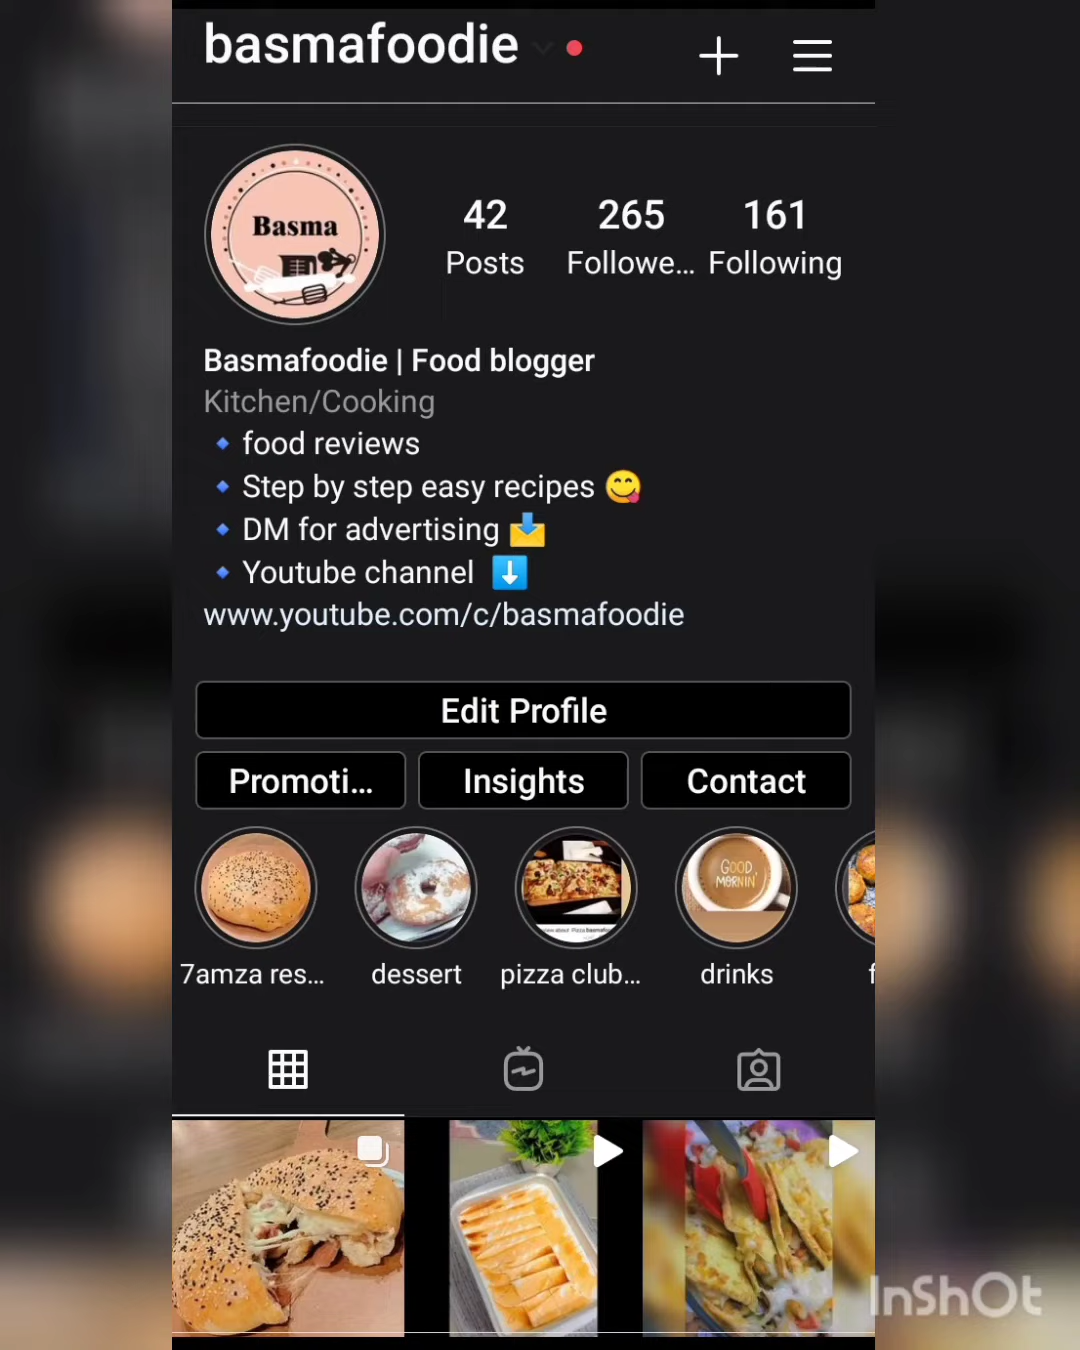 basmafoodie
Basma
42
Posts
265
Followe...
161
Following
Basmafoodie | Food blogger
Kitchen/Cooking
🔹 food reviews
🔹 Step by step easy recipes 😋
🔹 DM for advertising 📩
🔹 Youtube channel ⬇️
www.youtube.com/c/basmafoodie
Edit Profile
Promoti...
Insights
Contact
GOOD
MORNIN'
7amza res...
dessert
pizza club...
drinks
f
InShOt